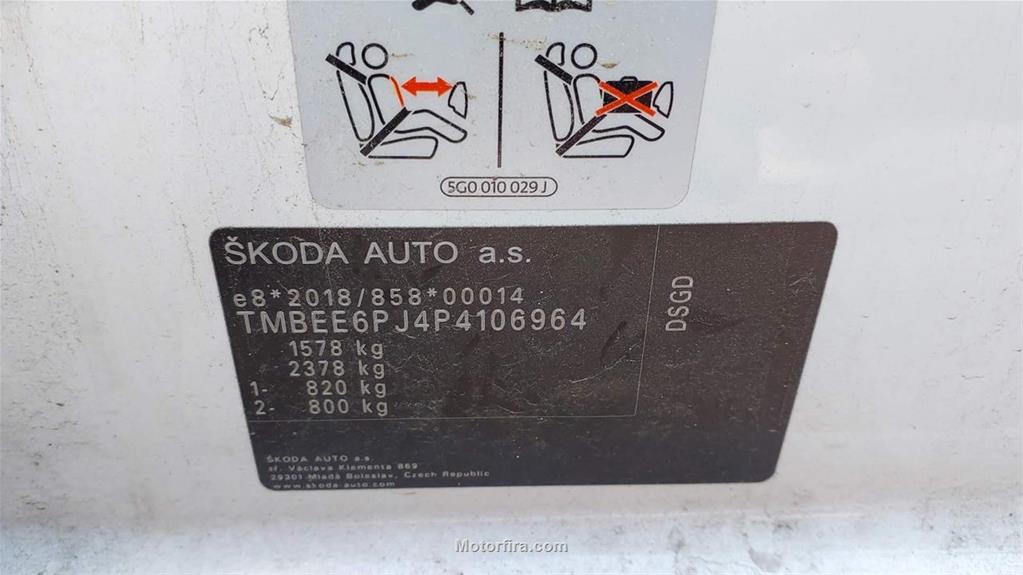 5G0 010 029 J
ŠKODA AUTO a.s.
e8*2018/858*00014
TMBEE6PJ4P4106964
1578 kg
2378 kg
1- 820 kg
2- 800 kg
DSGD
ŠKODA AUTO a.s.
tř. Václava Klementa 869
29301 Mladá Boleslav, Czech Republic
www.skoda-auto.com
Motorfira.com